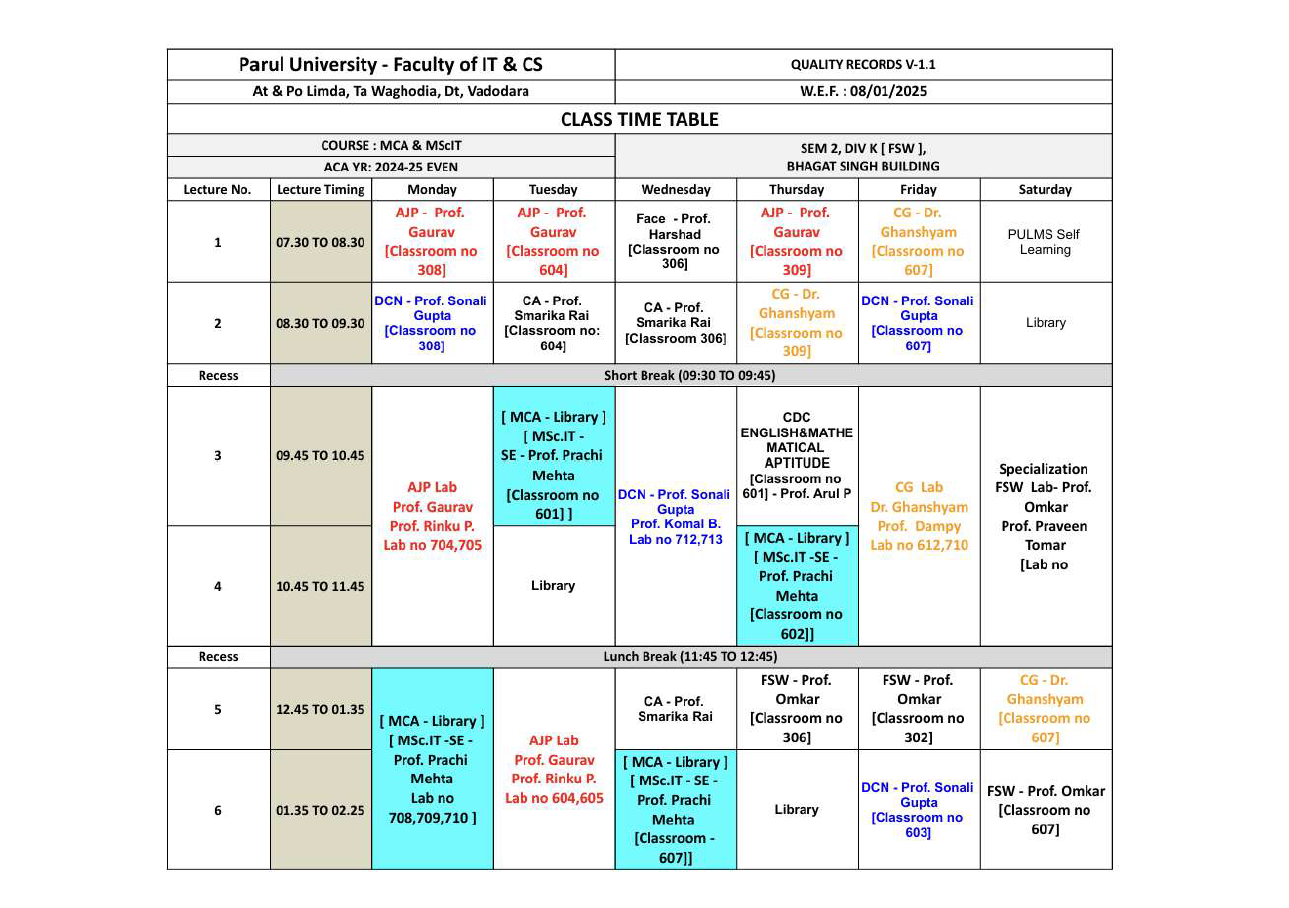 Parul University - Faculty of IT & CS
QUALITY RECORDS V-1.1
At & Po Limda, Ta Waghodia, Dt, Vadodara
W.E.F. : 08/01/2025
CLASS TIME TABLE
COURSE : MCA & MScIT
SEM 2, DIV K [ FSW ],
BHAGAT SINGH BUILDING
ACA YR: 2024-25 EVEN
Lecture No.
Lecture Timing
Monday
Tuesday
Wednesday
Thursday
Friday
Saturday
1
07.30 TO 08.30
AJP - Prof.
Gaurav
[Classroom no
308]
AJP - Prof.
Gaurav
[Classroom no
604]
Face - Prof.
Harshad
[Classroom no
306]
AJP - Prof.
Gaurav
[Classroom no
309]
CG - Dr.
Ghanshyam
[Classroom no
607]
PULMS Self
Learning
2
08.30 TO 09.30
DCN - Prof. Sonali
Gupta
[Classroom no
308]
CA - Prof.
Smarika Rai
[Classroom no:
604]
CA - Prof.
Smarika Rai
[Classroom 306]
CG - Dr.
Ghanshyam
[Classroom no
309]
DCN - Prof. Sonali
Gupta
[Classroom no
607]
Library
Recess
Short Break (09:30 TO 09:45)
3
09.45 TO 10.45
AJP Lab
Prof. Gaurav
Prof. Rinku P.
Lab no 704,705
[ MCA - Library ]
[ MSc.IT -
SE - Prof. Prachi
Mehta
[Classroom no
601] ]
DCN - Prof. Sonali
Gupta
Prof. Komal B.
Lab no 712,713
CDC
ENGLISH&MATHE
MATICAL
APTITUDE
[Classroom no
601] - Prof. Arul P
CG Lab
Dr. Ghanshyam
Prof. Dampy
Lab no 612,710
Specialization
FSW Lab- Prof.
Omkar
Prof. Praveen
Tomar
[Lab no
4
10.45 TO 11.45
Library
[ MCA - Library ]
[ MSc.IT -SE -
Prof. Prachi
Mehta
[Classroom no
602]]
Recess
Lunch Break (11:45 TO 12:45)
5
12.45 TO 01.35
[ MCA - Library ]
[ MSc.IT -SE -
Prof. Prachi
Mehta
Lab no
708,709,710 ]
AJP Lab
Prof. Gaurav
Prof. Rinku P.
Lab no 604,605
CA - Prof.
Smarika Rai
FSW - Prof.
Omkar
[Classroom no
306]
FSW - Prof.
Omkar
[Classroom no
302]
CG - Dr.
Ghanshyam
[Classroom no
607]
6
01.35 TO 02.25
[ MCA - Library ]
[ MSc.IT - SE -
Prof. Prachi
Mehta
[Classroom -
607]]
Library
DCN - Prof. Sonali
Gupta
[Classroom no
603]
FSW - Prof. Omkar
[Classroom no
607]